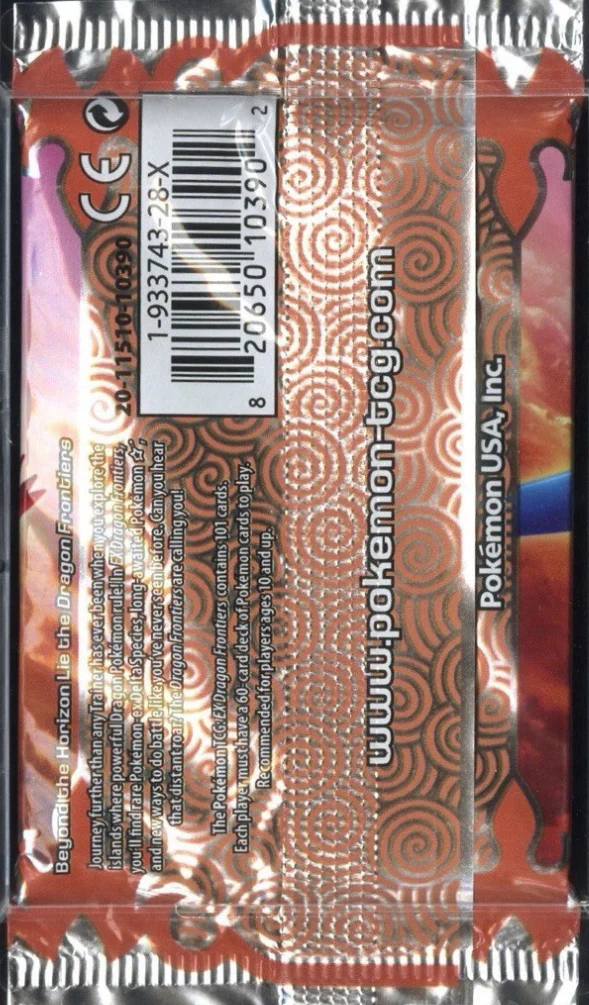 Beyond the Horizon Lie the Dragon Frontiers
Journey further than any Trainer has ever been when you explore the
islands where powerful Dragon Pokémon rule! In EX Dragon Frontiers,
you'll find rare Pokémon-ex, Delta Species, long-awaited Pokémon ☆,
and new ways to do battle like you've never seen before. Can you hear
that distant roar? The Dragon Frontiers are calling you!
The Pokémon TCG: EX Dragon Frontiers contains 101 cards.
Each player must have a 60-card deck of Pokémon cards to play.
Recommended for players ages 10 and up.
20-11510-10390
CE
1-933743-28-X
8 20650 10390 2
www.pokemon-tcg.com
Pokémon USA, Inc.